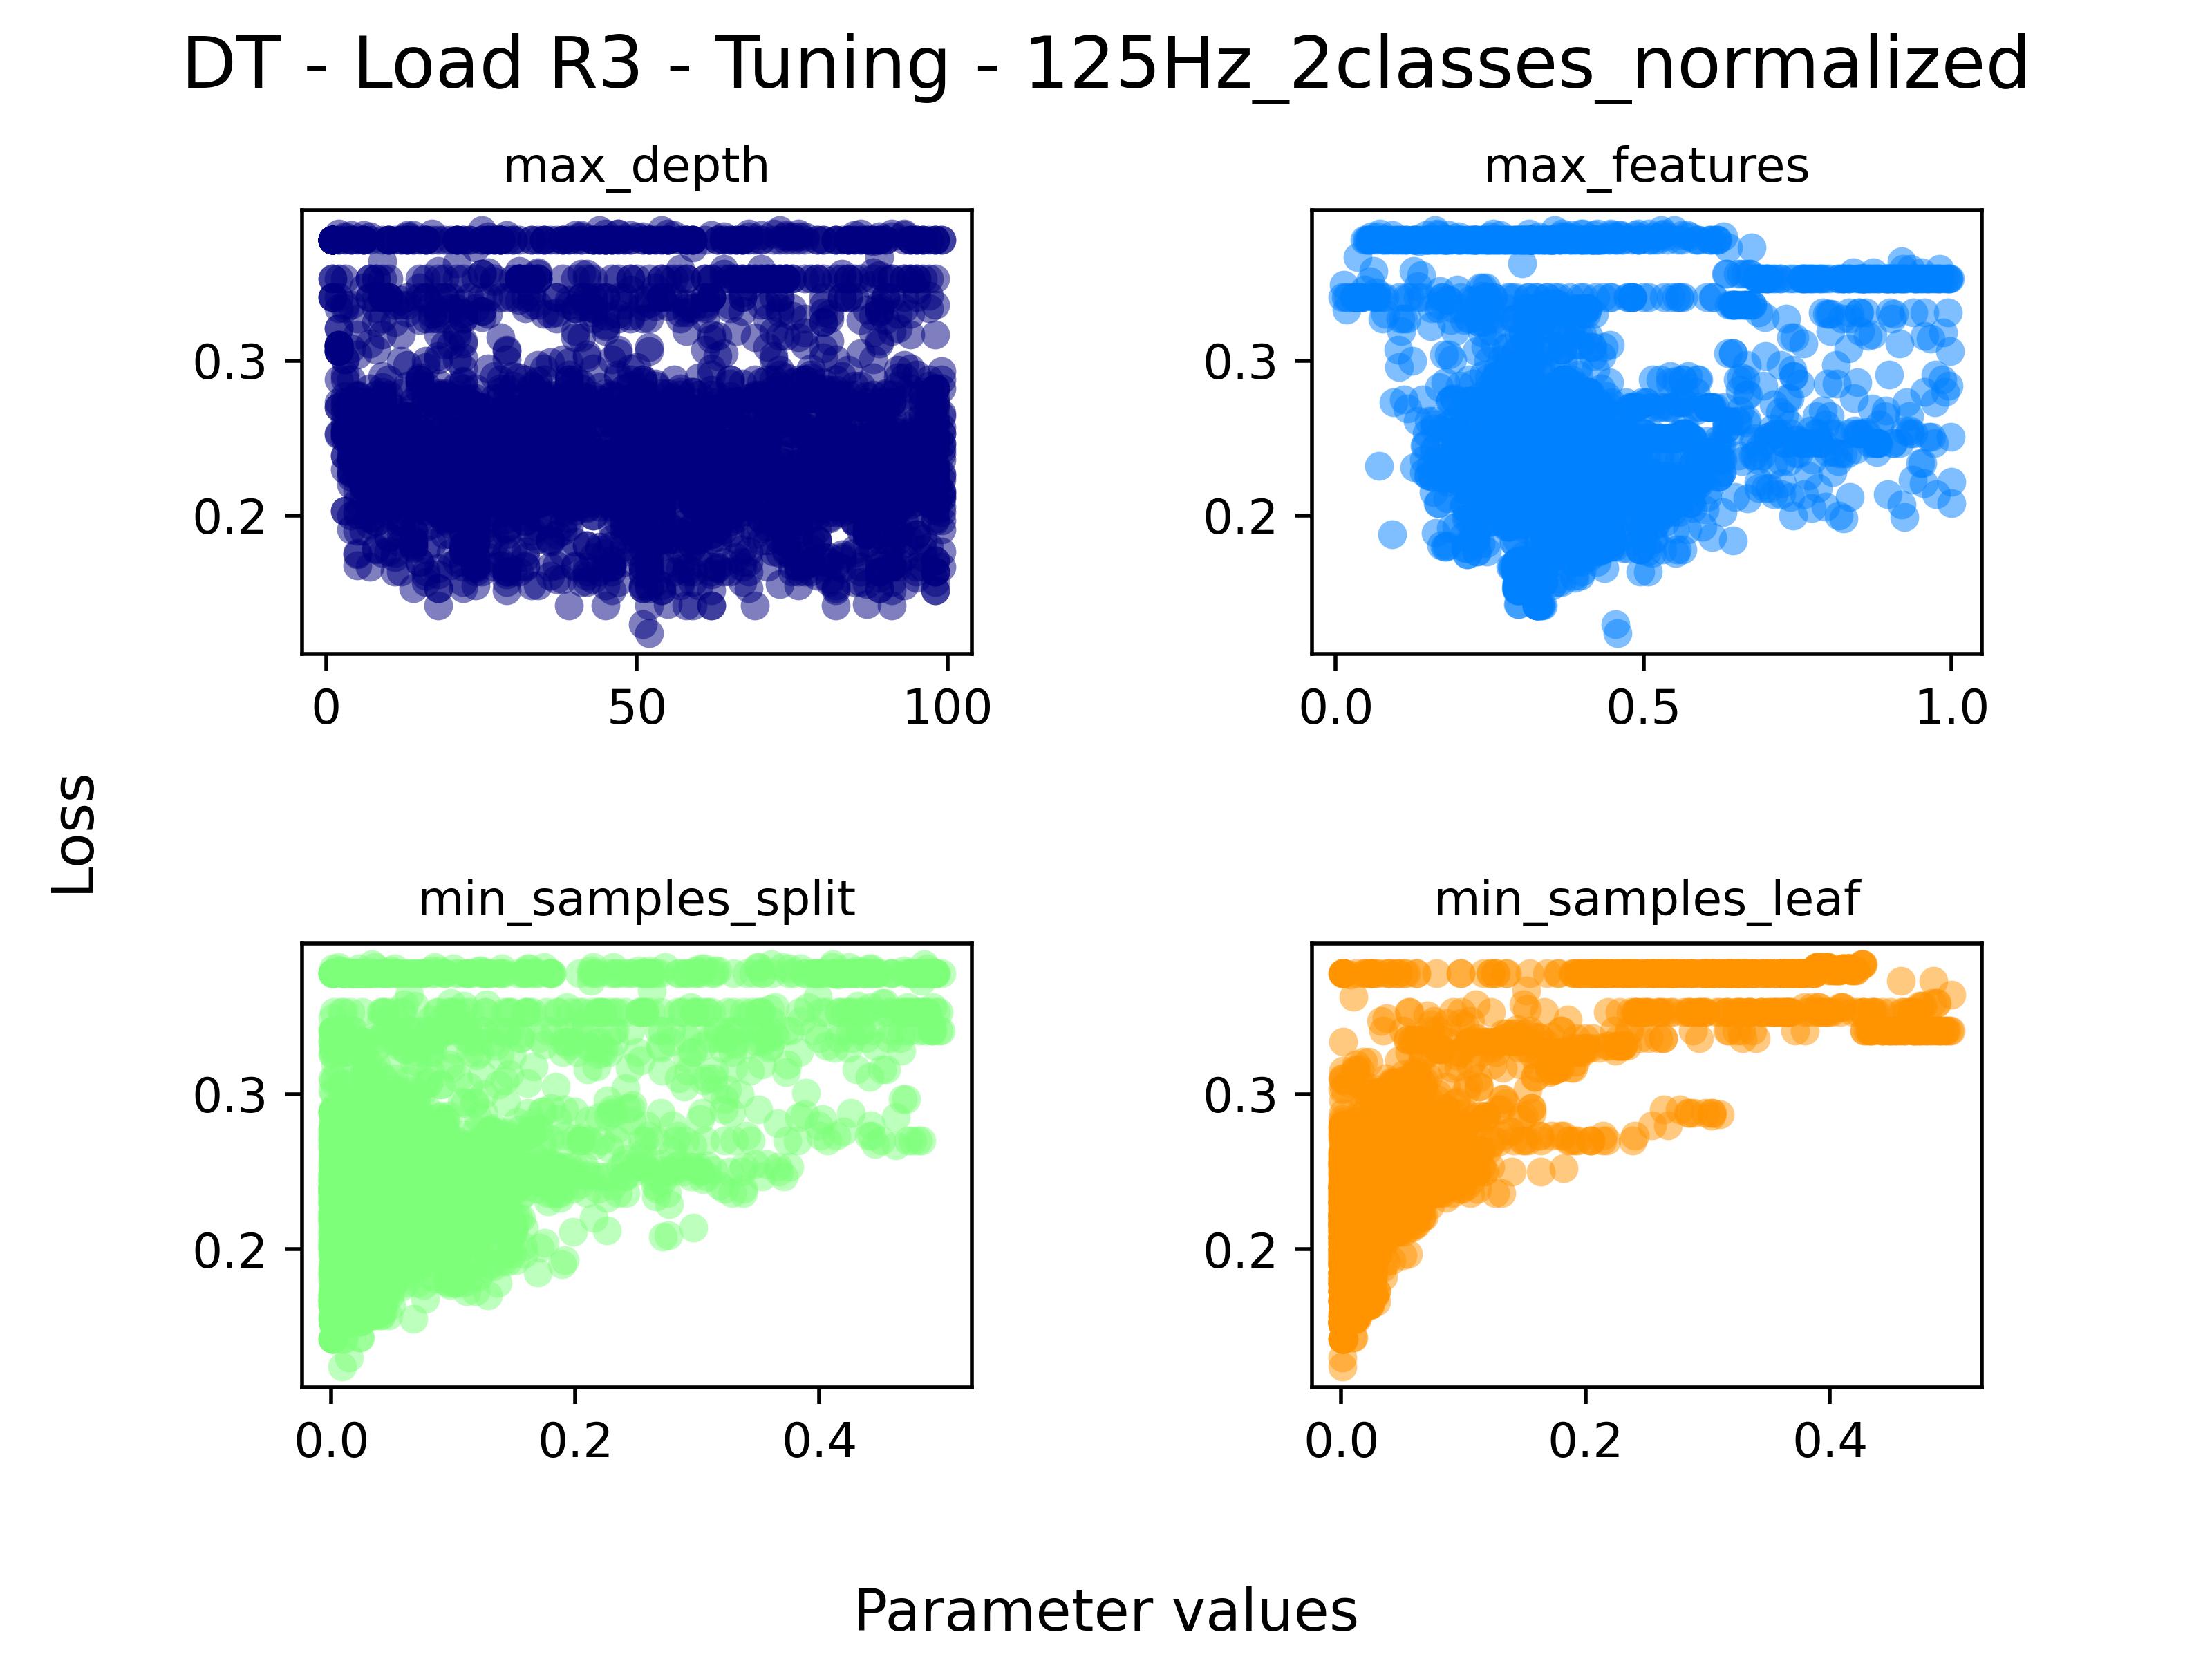 DT - Load R3 - Tuning - 125Hz_2classes_normalized
max_depth
max_features
0.3
0.2
0 50 100
0.3
0.2
0.0 0.5 1.0
Loss
min_samples_split
min_samples_leaf
0.3
0.2
0.0 0.2 0.4
0.3
0.2
0.0 0.2 0.4
Parameter values